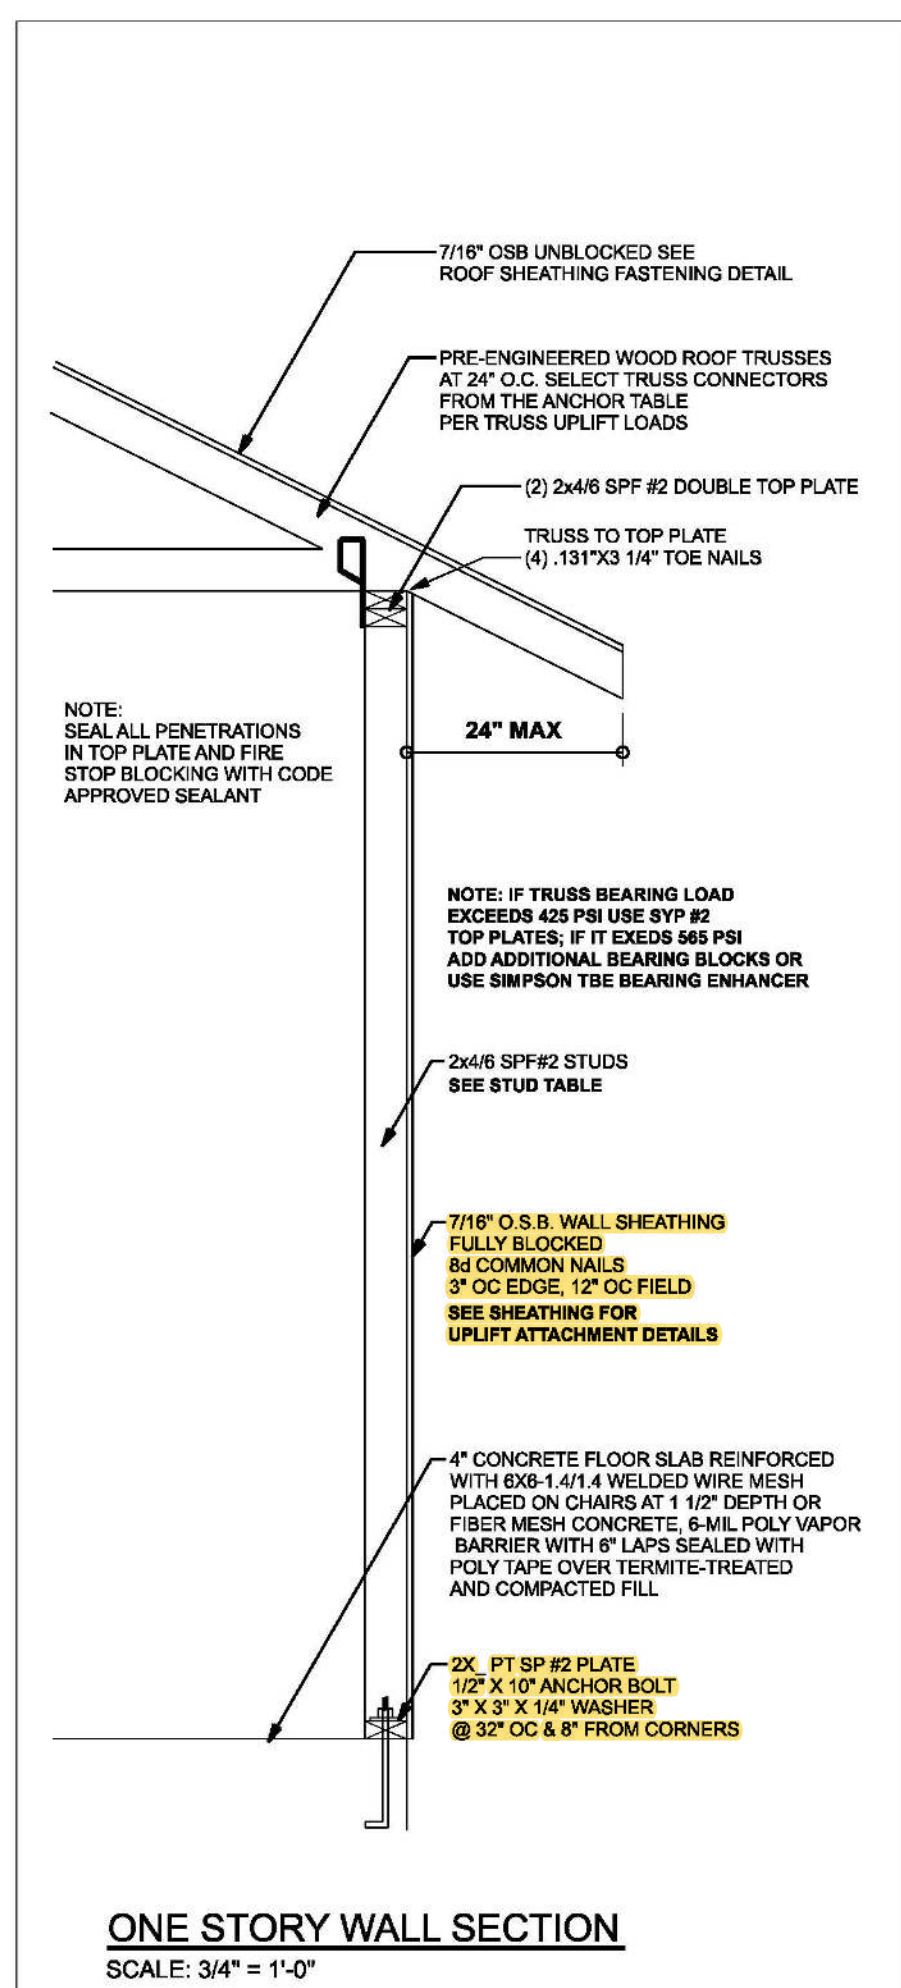 7/16" OSB UNBLOCKED SEE
ROOF SHEATHING FASTENING DETAIL
PRE-ENGINEERED WOOD ROOF TRUSSES
AT 24" O.C. SELECT TRUSS CONNECTORS
FROM THE ANCHOR TABLE
PER TRUSS UPLIFT LOADS
(2) 2x4/6 SPF #2 DOUBLE TOP PLATE
TRUSS TO TOP PLATE
(4) .131"X3 1/4" TOE NAILS
NOTE:
SEAL ALL PENETRATIONS
IN TOP PLATE AND FIRE
STOP BLOCKING WITH CODE
APPROVED SEALANT
24" MAX
NOTE: IF TRUSS BEARING LOAD
EXCEEDS 425 PSI USE SYP #2
TOP PLATES; IF IT EXEDS 565 PSI
ADD ADDITIONAL BEARING BLOCKS OR
USE SIMPSON TBE BEARING ENHANCER
2x4/6 SPF#2 STUDS
SEE STUD TABLE
7/16" O.S.B. WALL SHEATHING
FULLY BLOCKED
8d COMMON NAILS
3" OC EDGE, 12" OC FIELD
SEE SHEATHING FOR
UPLIFT ATTACHMENT DETAILS
4" CONCRETE FLOOR SLAB REINFORCED
WITH 6X6-1.4/1.4 WELDED WIRE MESH
PLACED ON CHAIRS AT 1 1/2" DEPTH OR
FIBER MESH CONCRETE, 6-MIL POLY VAPOR
BARRIER WITH 6" LAPS SEALED WITH
POLY TAPE OVER TERMITE-TREATED
AND COMPACTED FILL
2X_ PT SP #2 PLATE
1/2" X 10" ANCHOR BOLT
3" X 3" X 1/4" WASHER
@ 32" OC & 8" FROM CORNERS
ONE STORY WALL SECTION
SCALE: 3/4" = 1'-0"